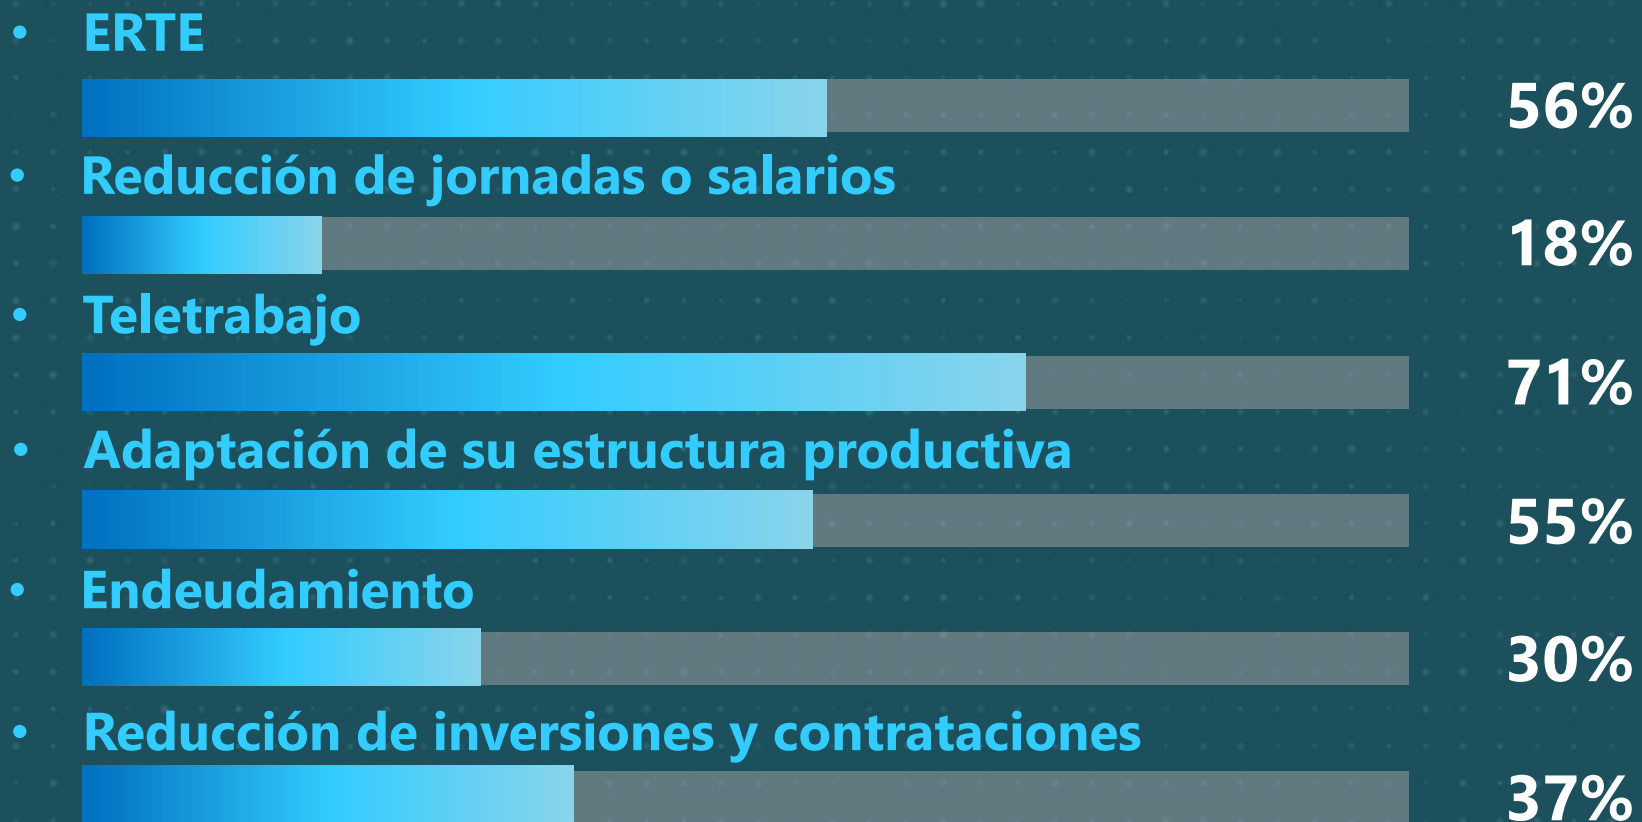 • ERTE
56%
• Reducción de jornadas o salarios
18%
• Teletrabajo
71%
• Adaptación de su estructura productiva
55%
• Endeudamiento
30%
• Reducción de inversiones y contrataciones
37%